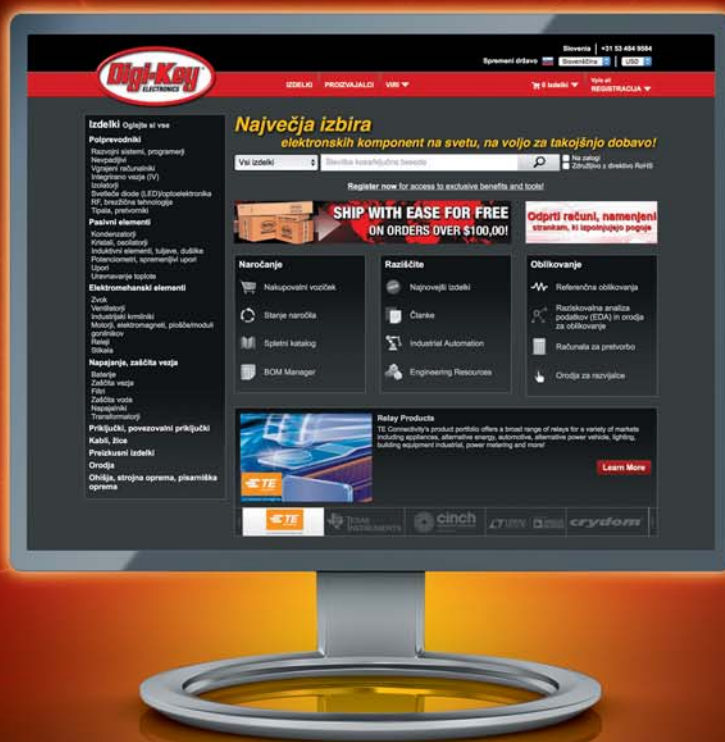 Slovenia | +31 53 484 9584
Spremeni državo Slovenščina USD
Digi-Key
ELECTRONICS
IZDELKI PROIZVAJALCI VIRI
0 Izdelki
REGISTRACIJA
Izdelki Oglejte si vse
Polprevodniki
Razvojni sistemi, programerji
Nevpadljivi
Vgrajeni računalniki
Integrirano vezje (IV)
Izolatorji
Svetleče diode (LED)/optoelektronika
RF, brezžična tehnologija
Tipala, pretvorniki
Pasivni elementi
Kondenzatorji
Kristali, oscilatorji
Induktivni elementi, tuljave, dušilke
Potenciometri, spremenljivi upori
Upori
Uravnavanje toplote
Elektromehanski elementi
Zvok
Ventilatorji
Industrijski krmilniki
Motorji, elektromagneti, plošče/moduli
gonilnikov
Releji
Stikala
Napajanje, zaščita vezja
Baterije
Zaščita vezja
Filtri
Zaščita voda
Napajalniki
Transformatorji
Priključki, povezovalni priključki
Kabli, žice
Preizkusni izdelki
Orodja
Ohišja, strojna oprema, pisarniška
oprema
Največja izbira
elektronskih komponent na svetu, na voljo za takojšnjo dobavo!
Vsi izdelki
Številka kosa/ključna beseda
Na zalogi
Združljivo z direktivo RoHS
Register now for access to exclusive benefits and tools!
SHIP WITH EASE FOR FREE
ON ORDERS OVER $100,00!
Odprti računi, namenjeni
strankam, ki izpolnjujejo pogoje
Naročanje
Nakupovalni voziček
Stanje naročila
Spletni katalog
BOM Manager
Raziščite
Najnovejši izdelki
Članke
Industrial Automation
Engineering Resources
Oblikovanje
Referenčna oblikovanja
Raziskovalna analiza
podatkov (EDA) in orodja
za oblikovanje
Računala za pretvorbo
Orodja za razvijalce
TE
Relay Products
TE Connectivity's product portfolio offers a broad range of relays for a variety of markets
including appliances, alternative energy, automotive, alternative power vehicle, lighting,
building equipment industrial, power metering and more!
Learn More
TE
TEXAS
INSTRUMENTS
cinch
crydom